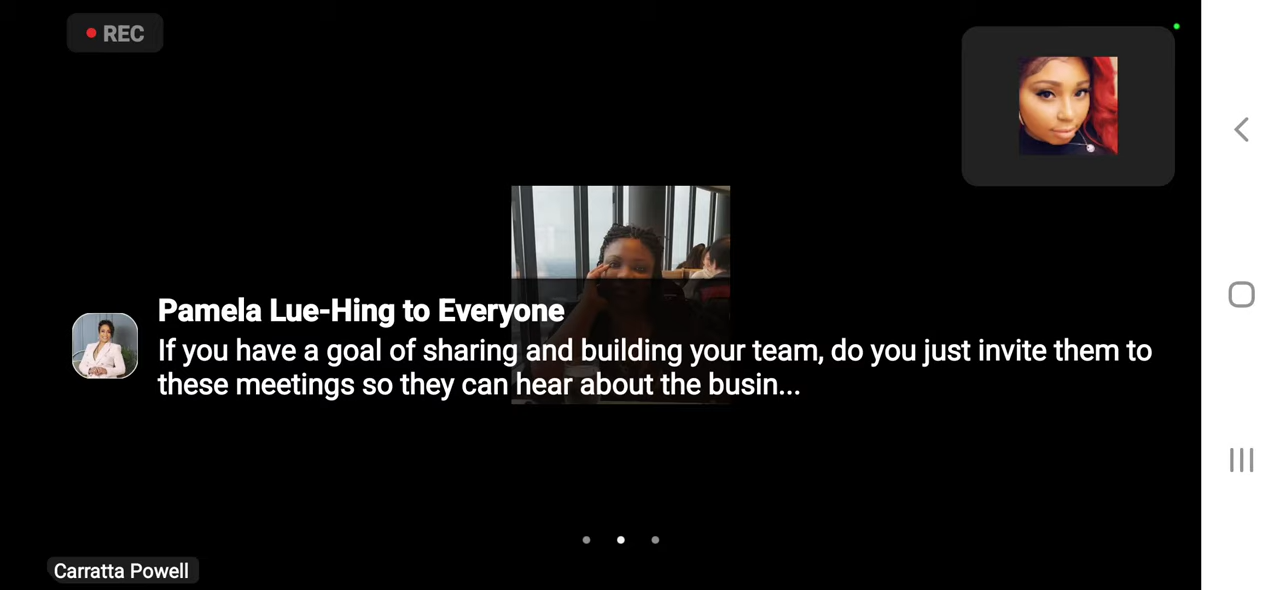 REC
Pamela Lue-Hing to Everyone
If you have a goal of sharing and building your team, do you just invite them to
these meetings so they can hear about the busin...
Carratta Powell